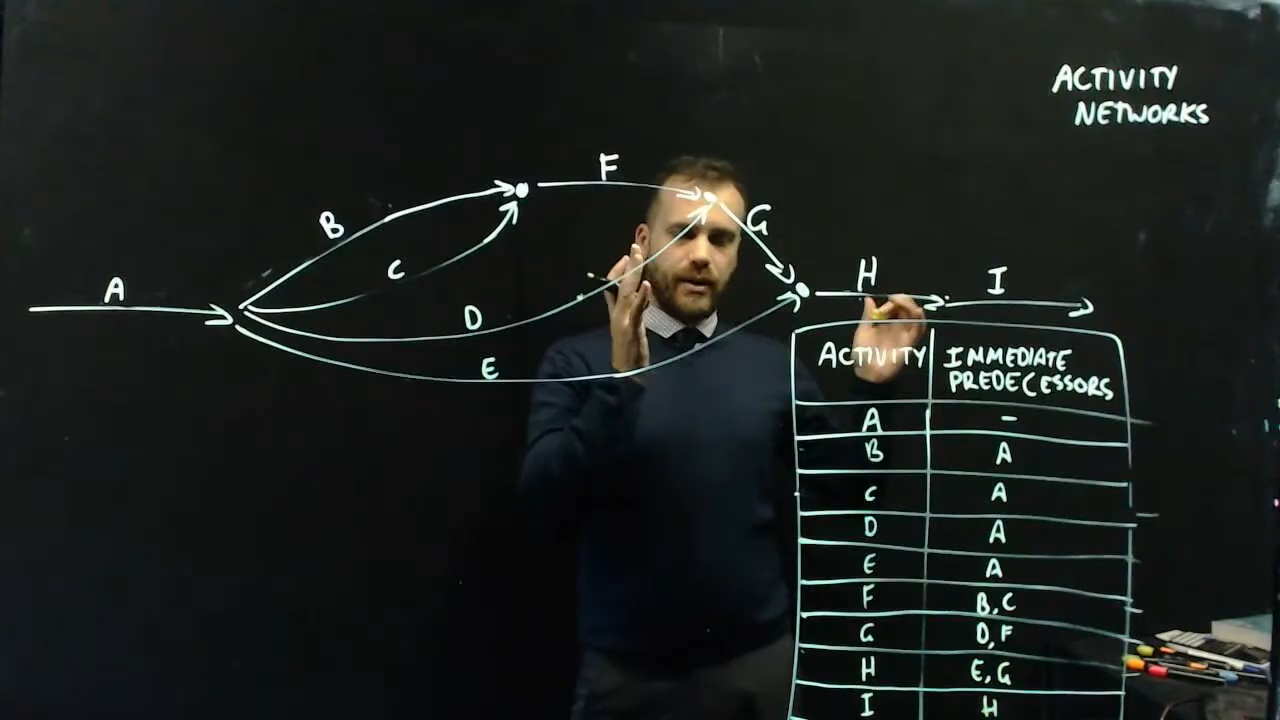 ACTIVITY
NETWORKS
F
B
G
C
H
I
A
D
E
ACTIVITY IMMEDIATE PREDECESSORS
A -
B A
C A
D A
E A
F B,C
G D,F
H E,G
I H